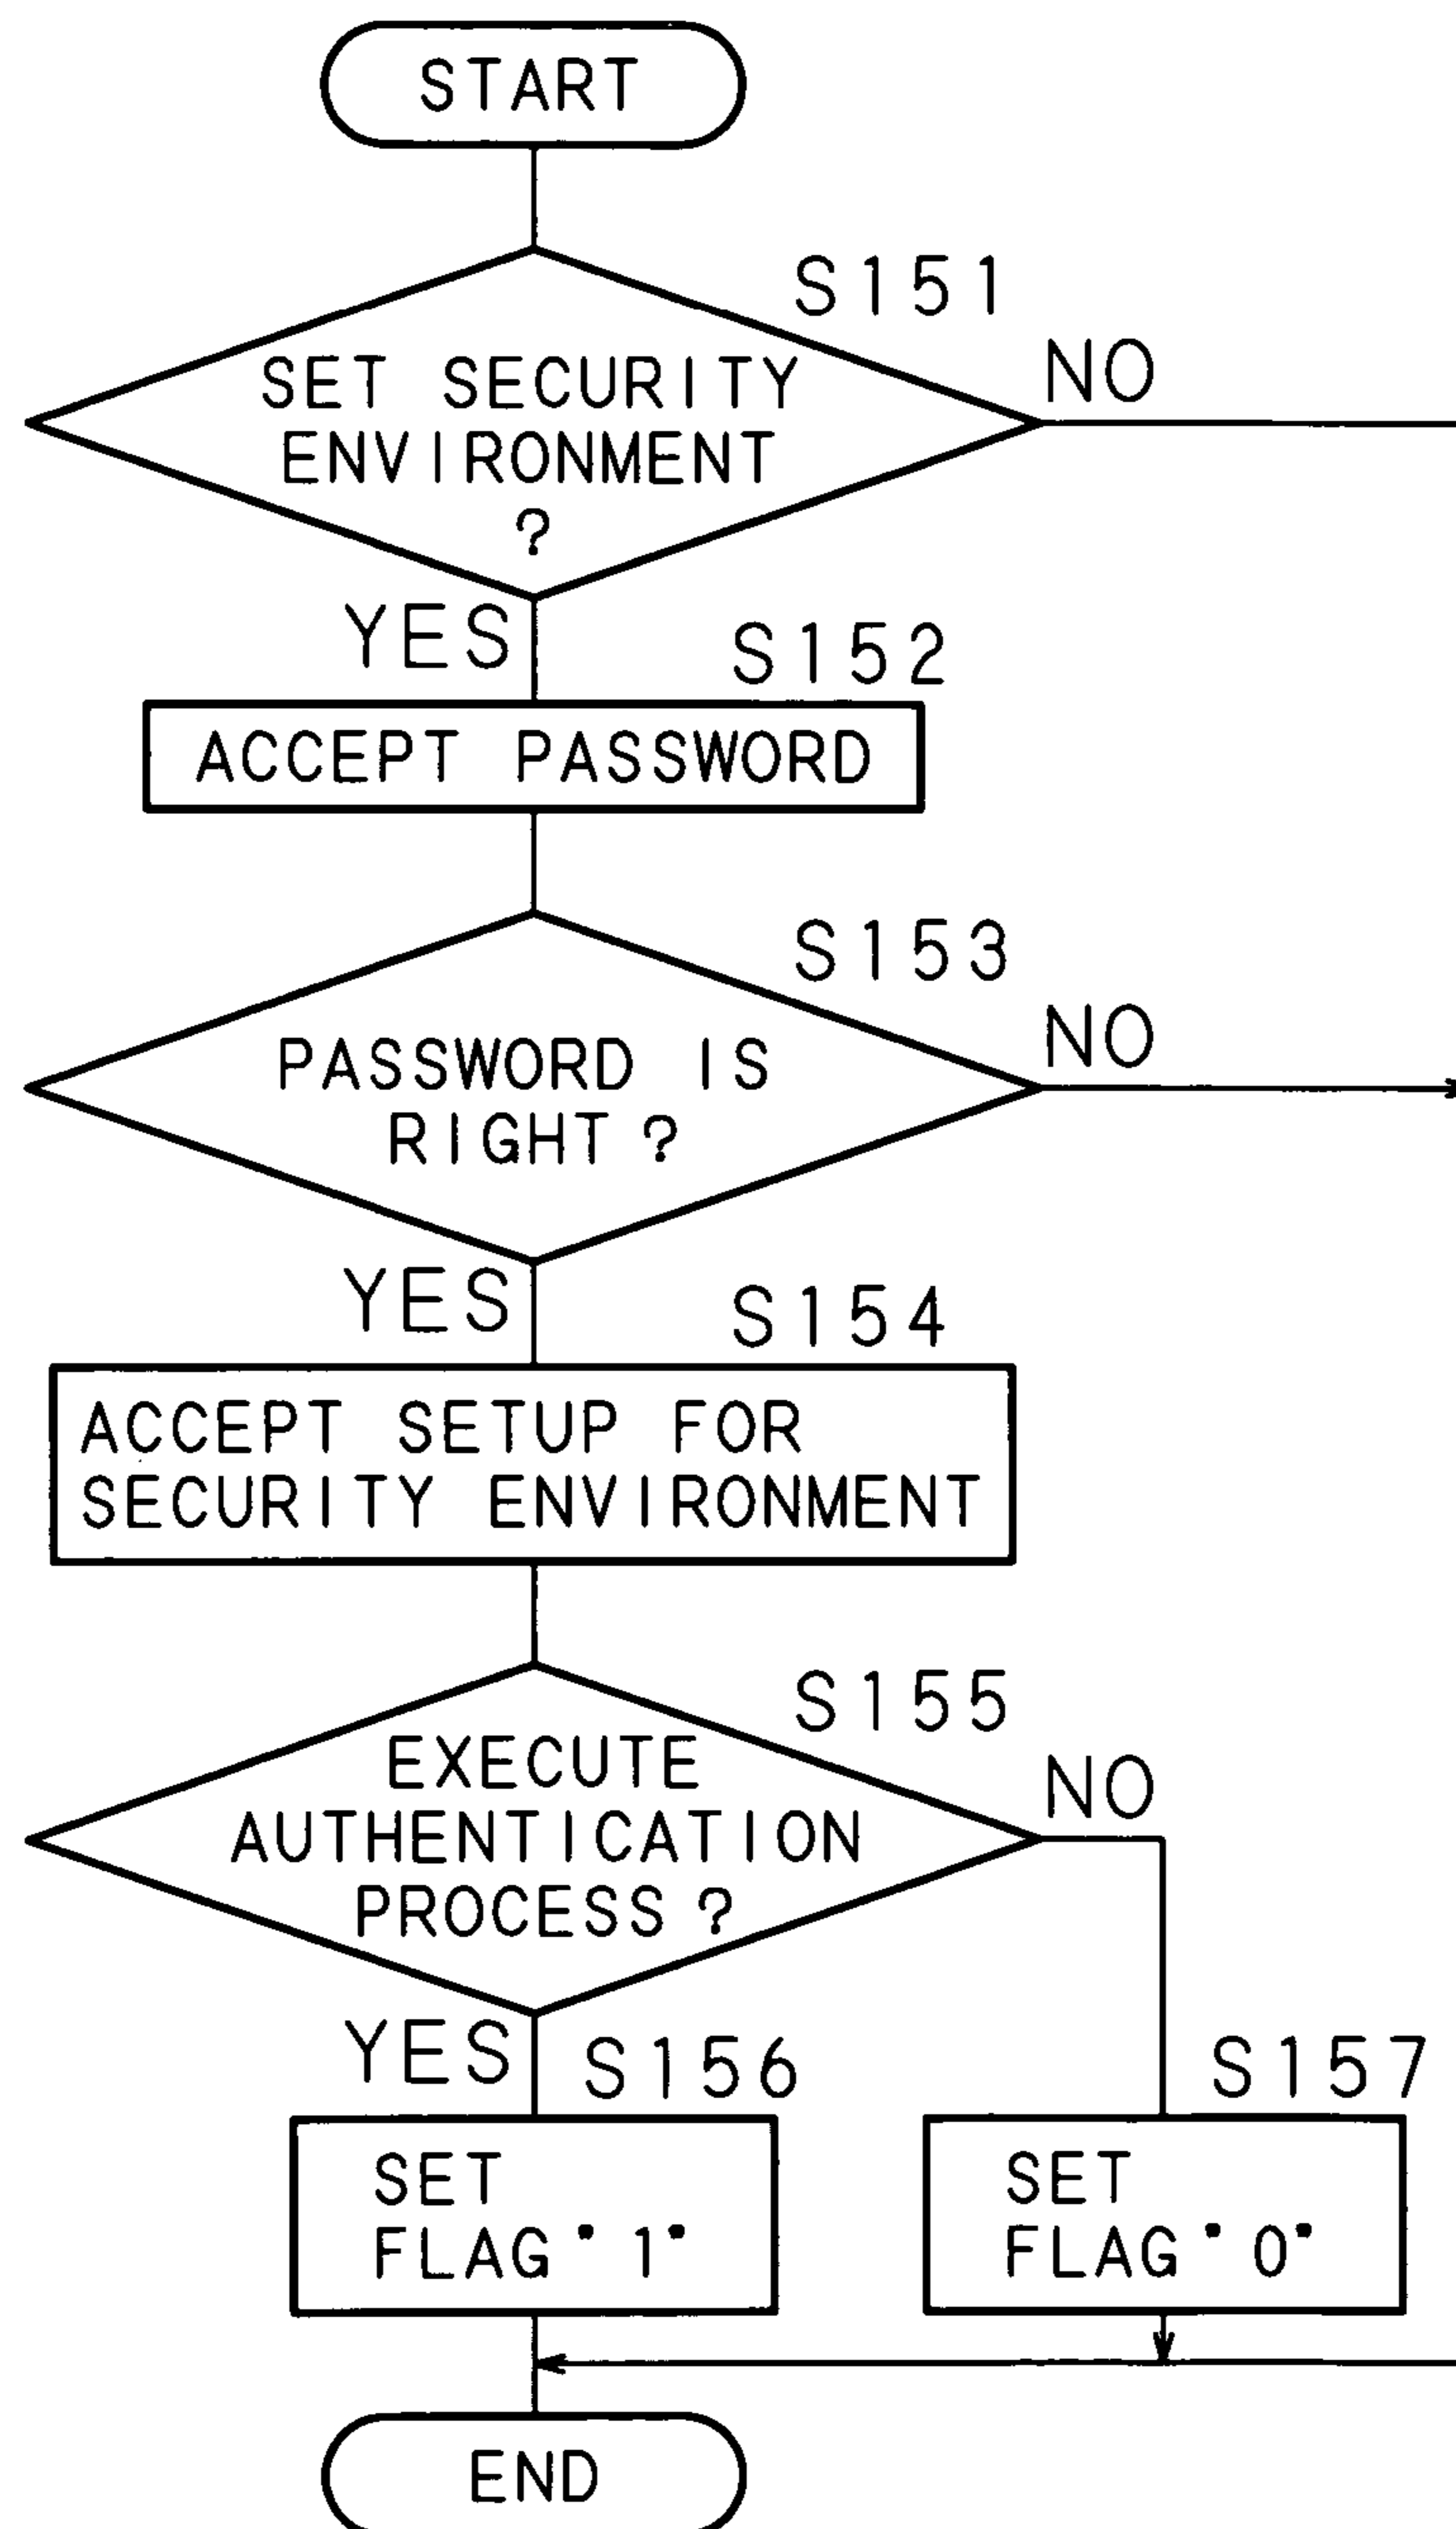 START
S151
SET SECURITY
ENVIRONMENT
?
NO
YES
S152
ACCEPT PASSWORD
S153
PASSWORD IS
RIGHT ?
NO
YES
S154
ACCEPT SETUP FOR
SECURITY ENVIRONMENT
S155
EXECUTE
AUTHENTICATION
PROCESS ?
NO
YES
S156
SET
FLAG "1"
S157
SET
FLAG "0"
END